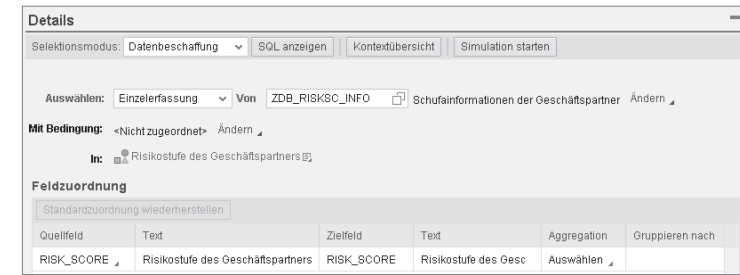 Details
Selektionsmodus: Datenbeschaffung SQL anzeigen Kontextübersicht Simulation starten
Auswählen: Einzelerfassung Von ZDB_RISKSC_INFO Schufainformationen der Geschäftspartner Ändern
Mit Bedingung: «Nicht zugeordnet» Ändern
In: Risikostufe des Geschäftspartners
Feldzuordnung
Standardzuordnung wiederherstellen
Quellfeld Text Zielfeld Text Aggregation Gruppieren nach
RISK_SCORE Risikostufe des Geschäftspartners RISK_SCORE Risikostufe des Gesc Auswählen